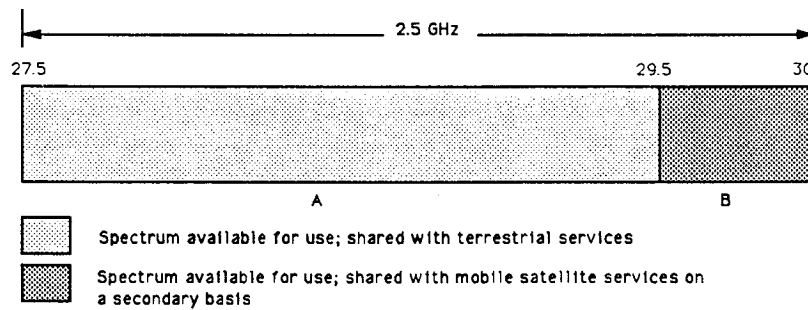 2.5 GHz
27.5 29.5 30
A B
Spectrum available for use; shared with terrestrial services
Spectrum available for use; shared with mobile satellite services on
a secondary basis